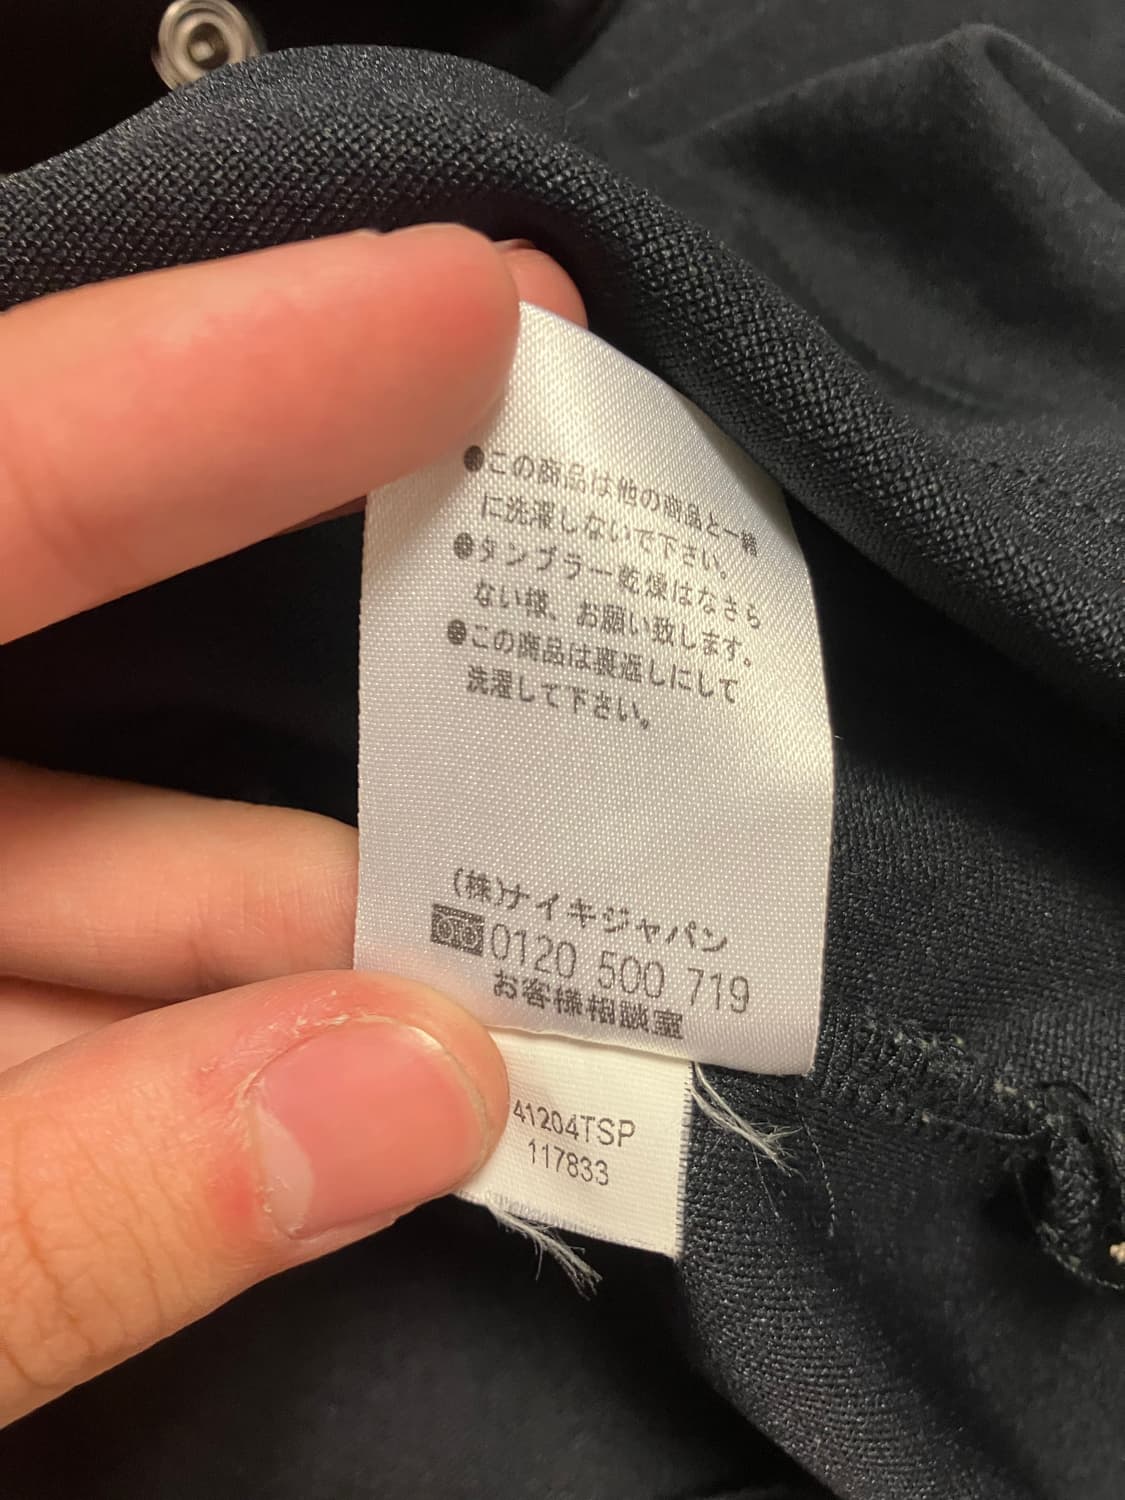 ●この商品は他の商品と一緒
に洗濯しないで下さい。
●タンブラー乾燥はなさら
ない様、お願い致します。
●この商品は裏返しにして
洗濯して下さい。
(株)ナイキジャパン
0120 500 719
お客様相談室
41204TSP
117833